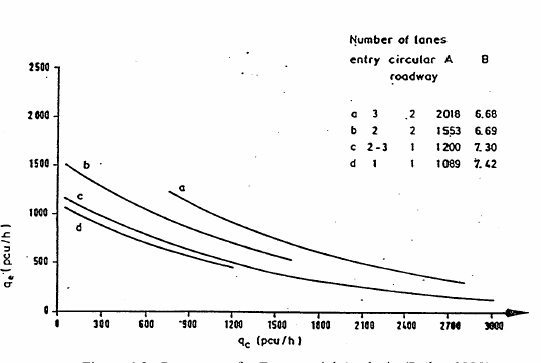 Number of lanes
entry circular A B
roadway
a 3 2 2018 6.68
b 2 2 1553 6.69
c 2-3 1 1200 7.30
d 1 1 1089 7.42
2500
2000
1500
1000
500
0
b
a
c
d
qe (pcu/h)
0 300 600 900 1200 1500 1800 2100 2400 2700 3000
qc (pcu/h)